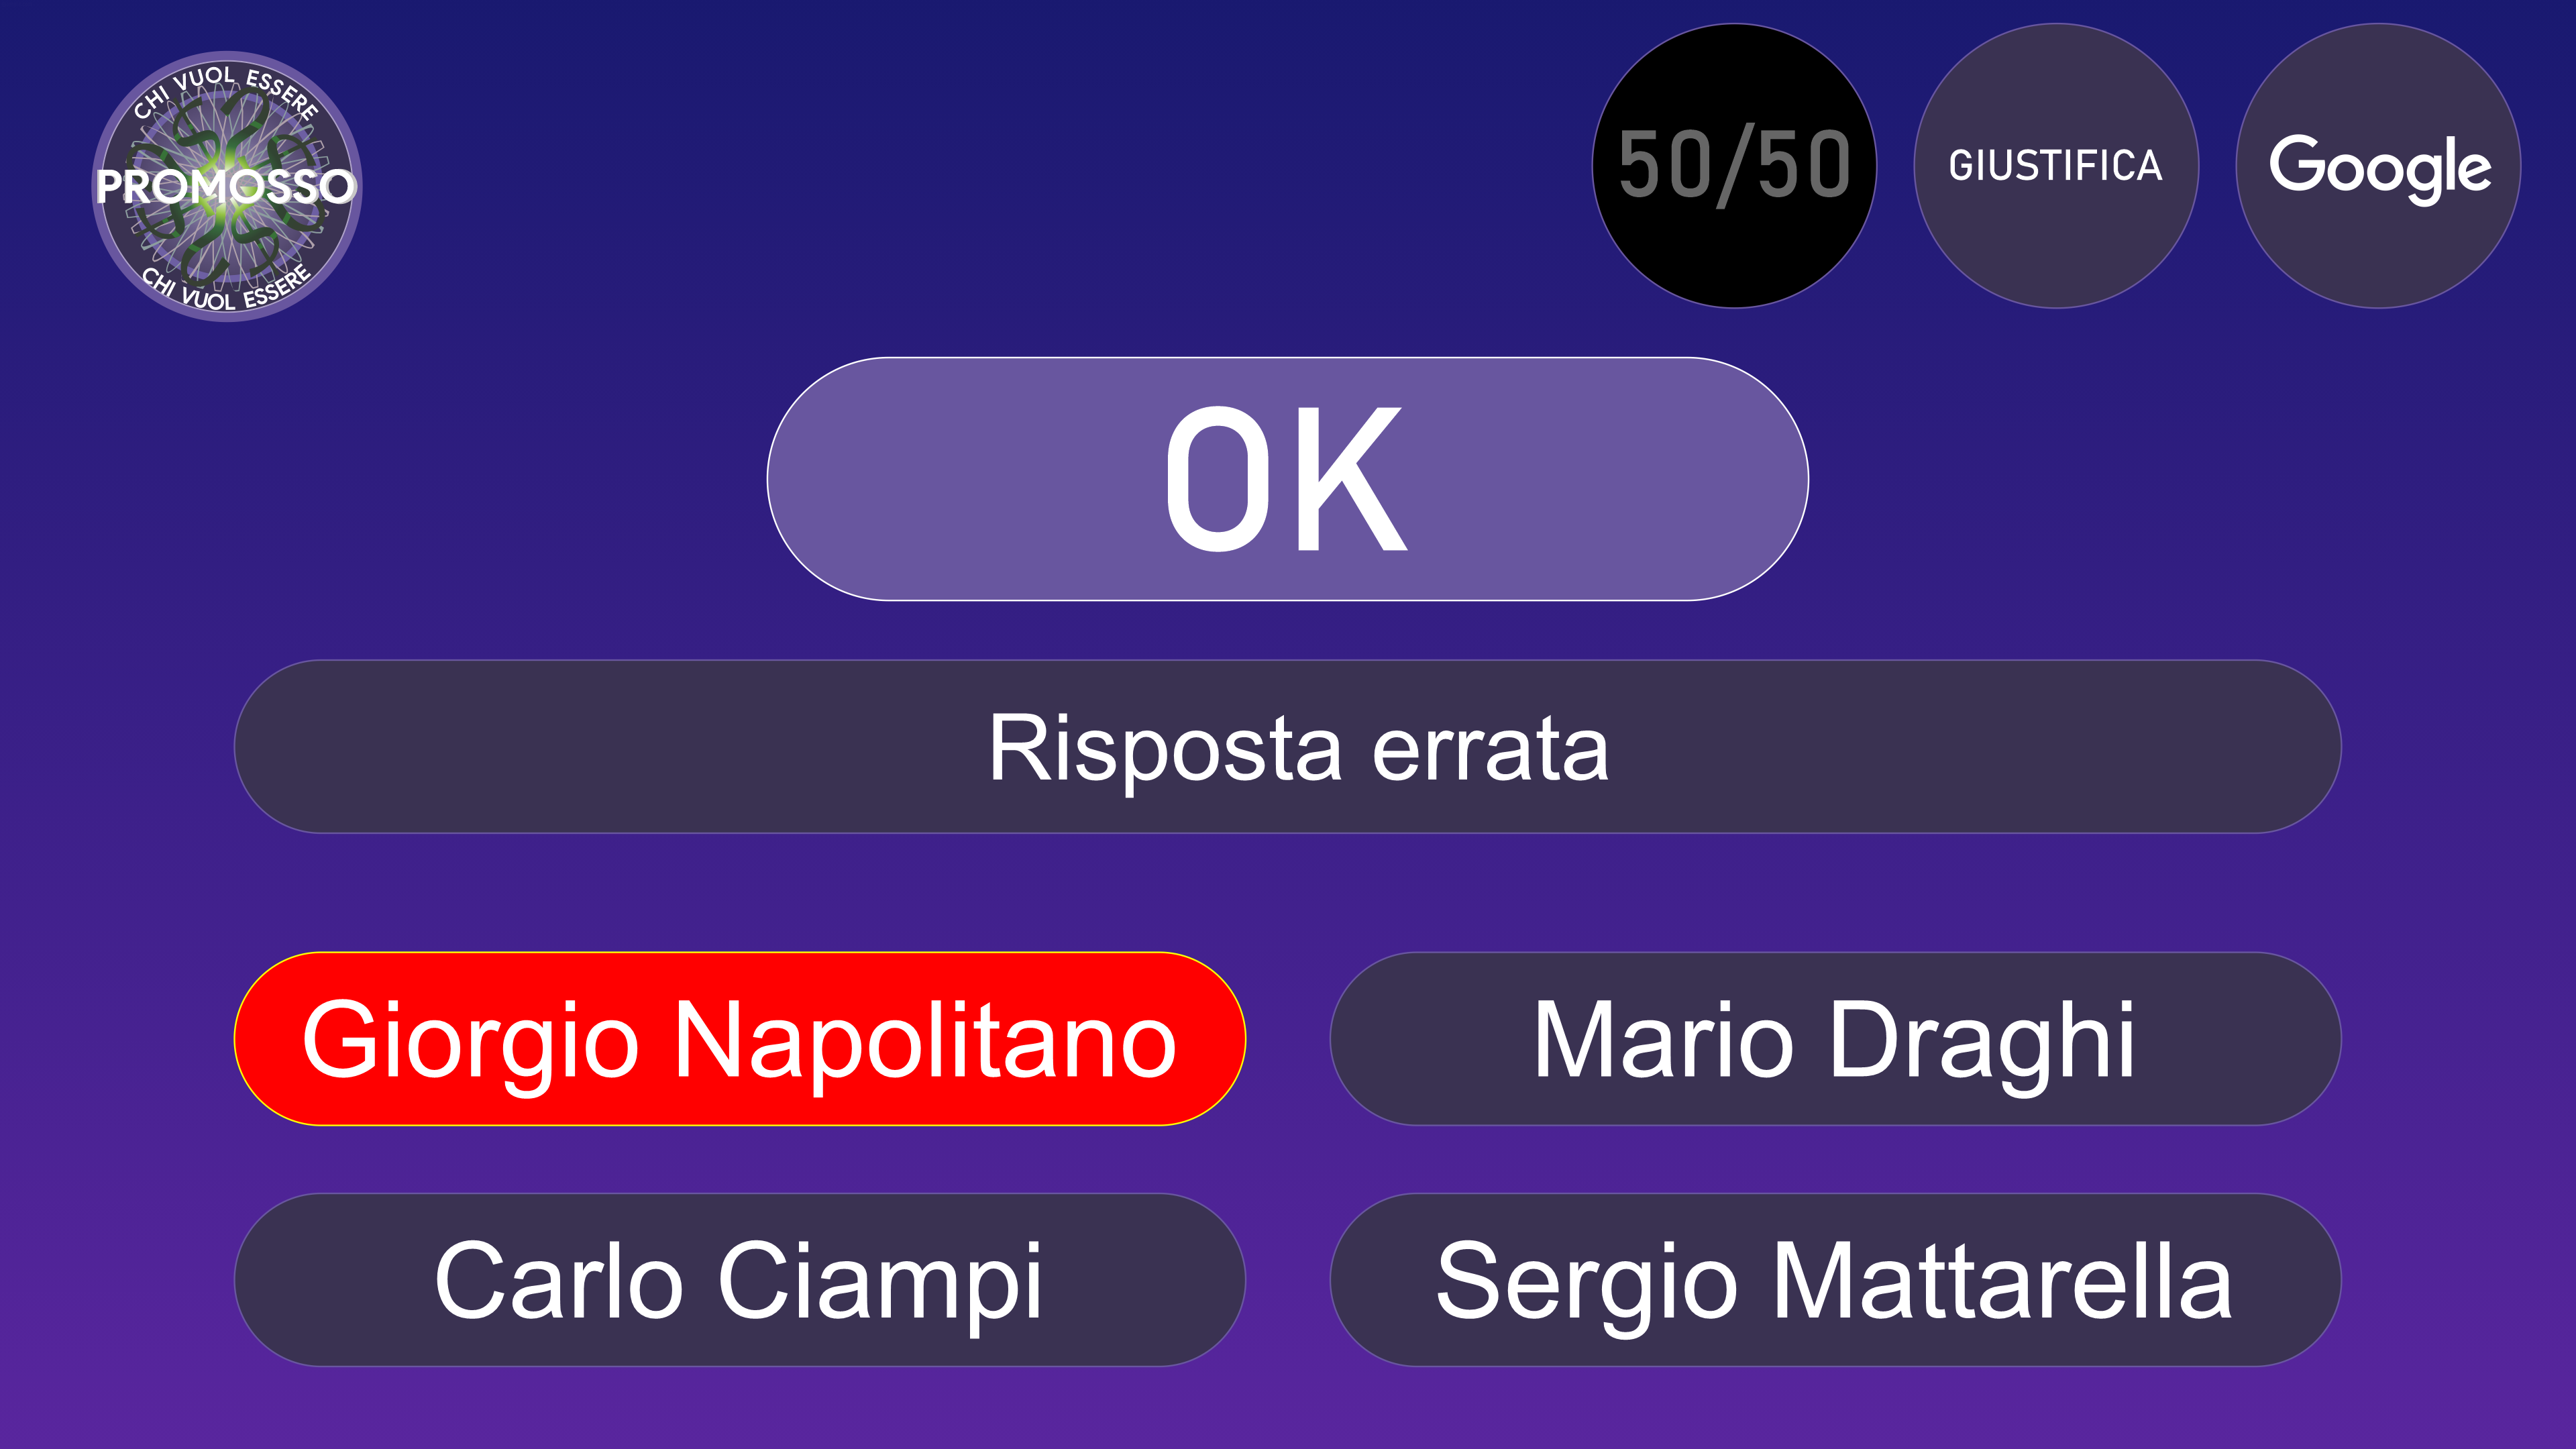 CHI VUOL ESSERE
PROMOSSO
CHI VUOL ESSERE
50/50
GIUSTIFICA
Google
OK
Risposta errata
Giorgio Napolitano
Mario Draghi
Carlo Ciampi
Sergio Mattarella